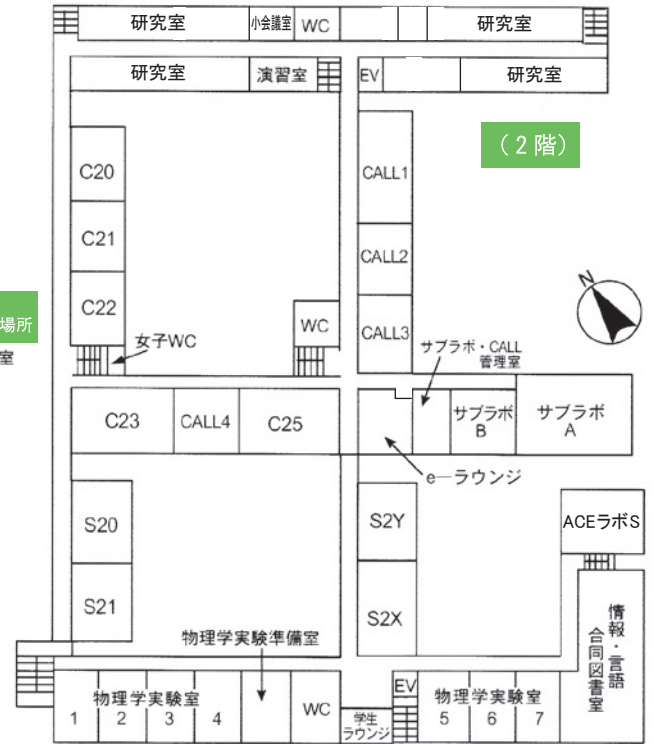 研究室
小会議室
WC
研究室
研究室
演習室
EV
研究室
(2階)
C20
CALL1
C21
CALL2
N
場所
室
C22
女子WC
WC
CALL3
サブラボ・CALL
管理室
C23
CALL4
C25
サブラボ
B
サブラボ
A
e―ラウンジ
S20
S2Y
ACEラボS
S21
S2X
物理学実験準備室
情報・言語
合同図書室
物理学実験室
1
2
3
4
WC
学生
ラウンジ
EV
物理学実験室
5
6
7